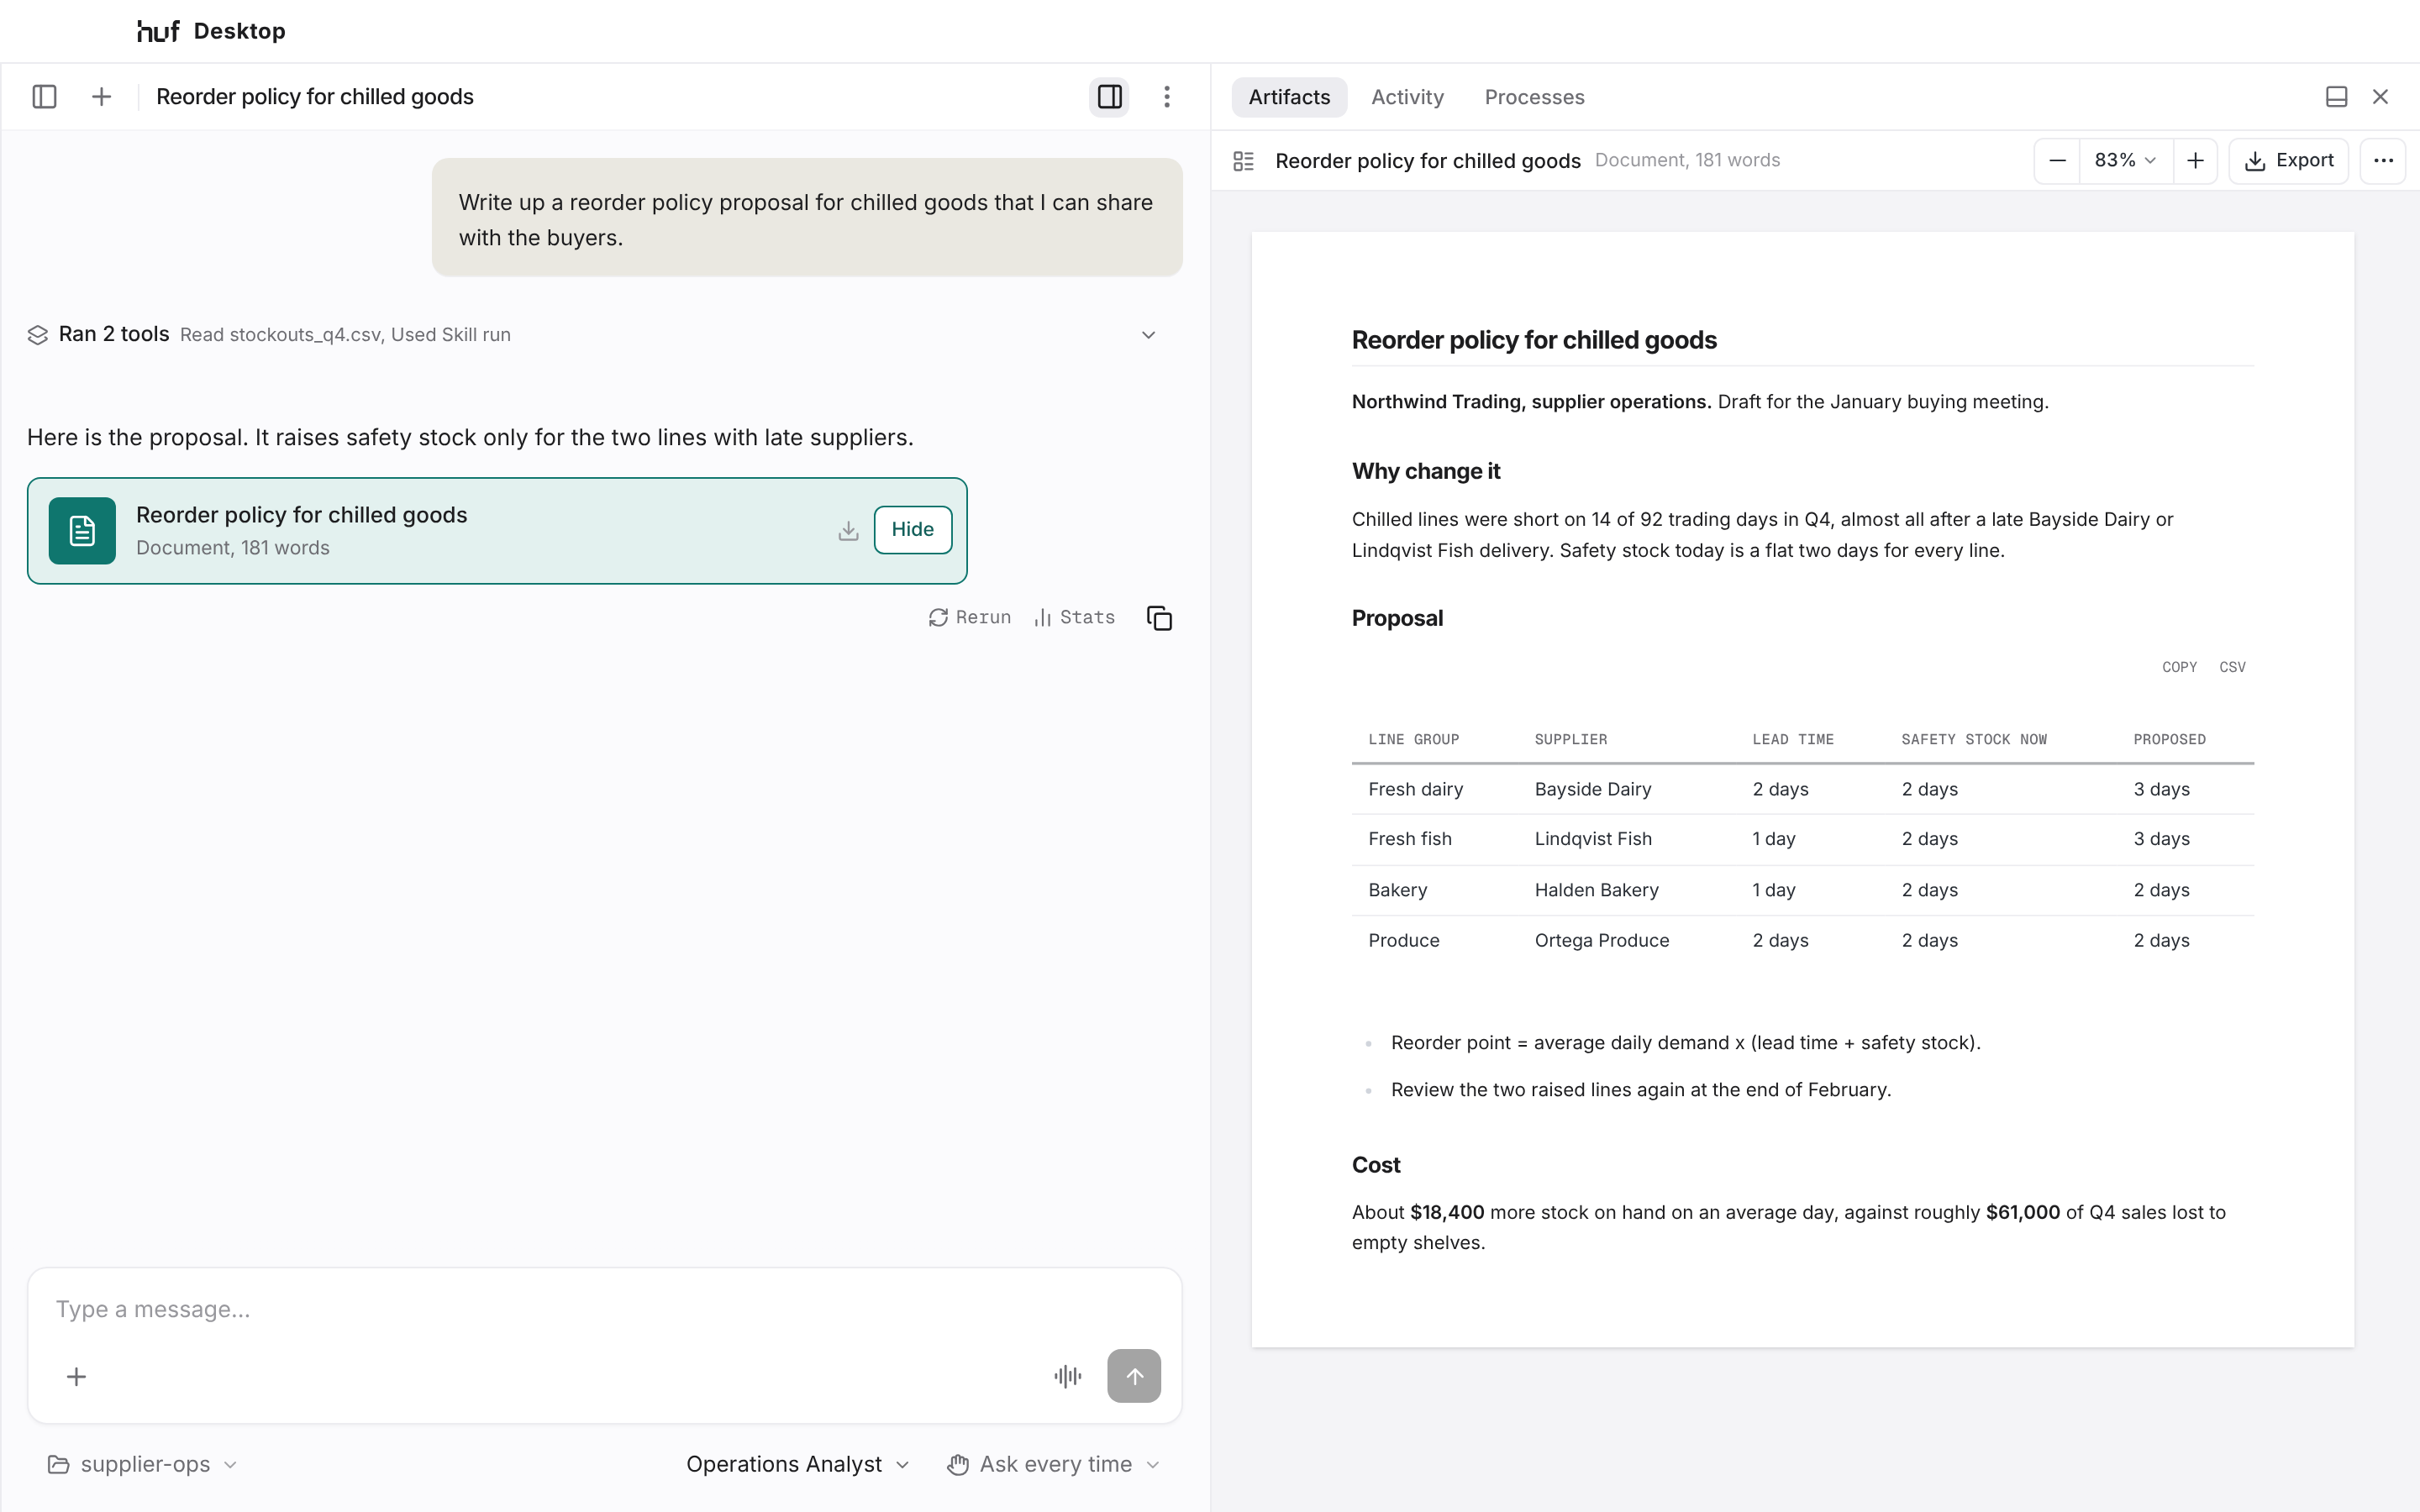 huf Desktop
Reorder policy for chilled goods
Write up a reorder policy proposal for chilled goods that I can share
with the buyers.
Ran 2 tools Read stockouts_q4.csv, Used Skill run
Here is the proposal. It raises safety stock only for the two lines with late suppliers.
Reorder policy for chilled goods
Document, 181 words
Hide
Rerun Stats
Type a message...
supplier-ops
Operations Analyst
Ask every time
Artifacts Activity Processes
Reorder policy for chilled goods Document, 181 words
83%
Export
Reorder policy for chilled goods
Northwind Trading, supplier operations. Draft for the January buying meeting.
Why change it
Chilled lines were short on 14 of 92 trading days in Q4, almost all after a late Bayside Dairy or
Lindqvist Fish delivery. Safety stock today is a flat two days for every line.
Proposal
COPY CSV
LINE GROUP SUPPLIER LEAD TIME SAFETY STOCK NOW PROPOSED
Fresh dairy Bayside Dairy 2 days 2 days 3 days
Fresh fish Lindqvist Fish 1 day 2 days 3 days
Bakery Halden Bakery 1 day 2 days 2 days
Produce Ortega Produce 2 days 2 days 2 days
Reorder point = average daily demand x (lead time + safety stock).
Review the two raised lines again at the end of February.
Cost
About $18,400 more stock on hand on an average day, against roughly $61,000 of Q4 sales lost to
empty shelves.